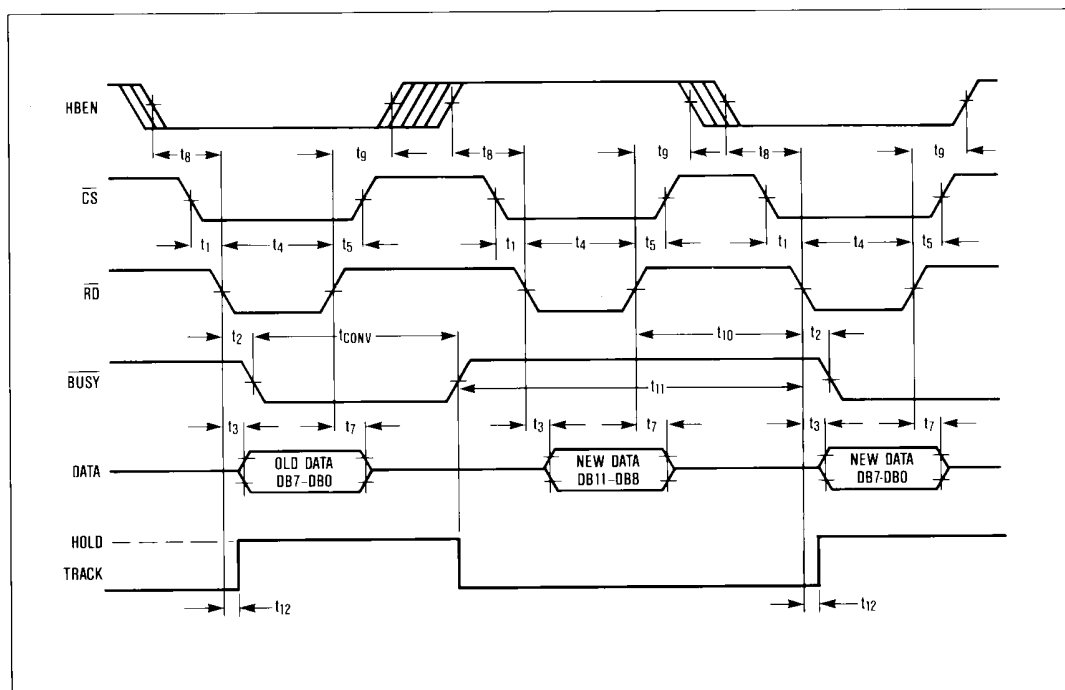 HBEN
t8 t9 t8 t9 t8 t9
CS
t1 t4 t5 t1 t4 t5 t1 t4 t5
RD
t2 tCONV t10 t2
BUSY
t11
t3 t7 t3 t7 t3 t7
DATA
OLD DATA
DB7–DB0
NEW DATA
DB11–DB8
NEW DATA
DB7-DB0
HOLD
TRACK
t12 t12